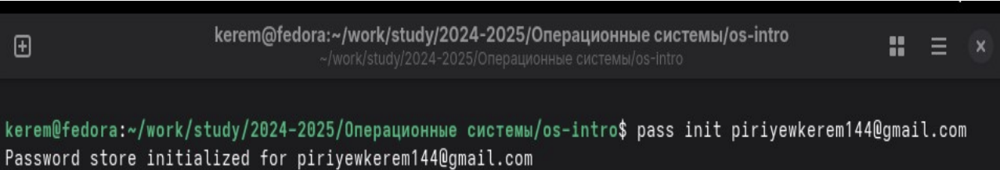 kerem@fedora:~/work/study/2024-2025/Операционные системы/os-intro
~/work/study/2024-2025/Операционные системы/os-intro
kerem@fedora:~/work/study/2024-2025/Операционные системы/os-intro$ pass init piriyewkerem144@gmail.com
Password store initialized for piriyewkerem144@gmail.com